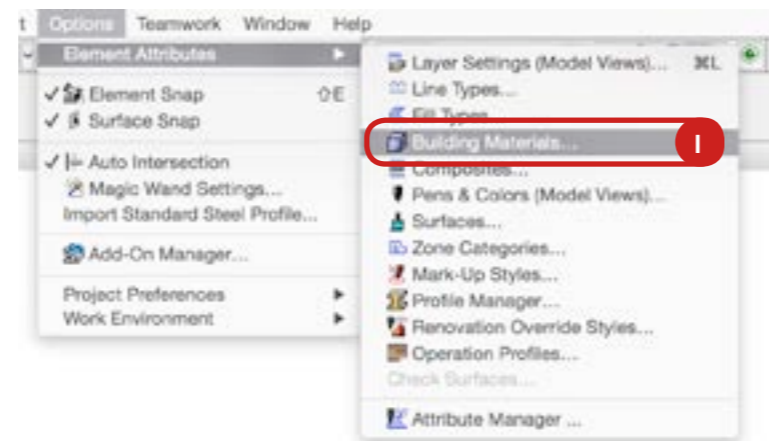 t Options Teamwork Window Help
Element Attributes
Element Snap ⇧E
Surface Snap
Auto Intersection
Magic Wand Settings...
Import Standard Steel Profile...
Add-On Manager...
Project Preferences
Work Environment
Layer Settings (Model Views)... ⌘L
Line Types...
Fill Types...
Building Materials... I
Composites...
Pens & Colors (Model Views)...
Surfaces...
Zone Categories...
Mark-Up Styles...
Profile Manager...
Renovation Override Styles...
Operation Profiles...
Check Surfaces...
Attribute Manager ...